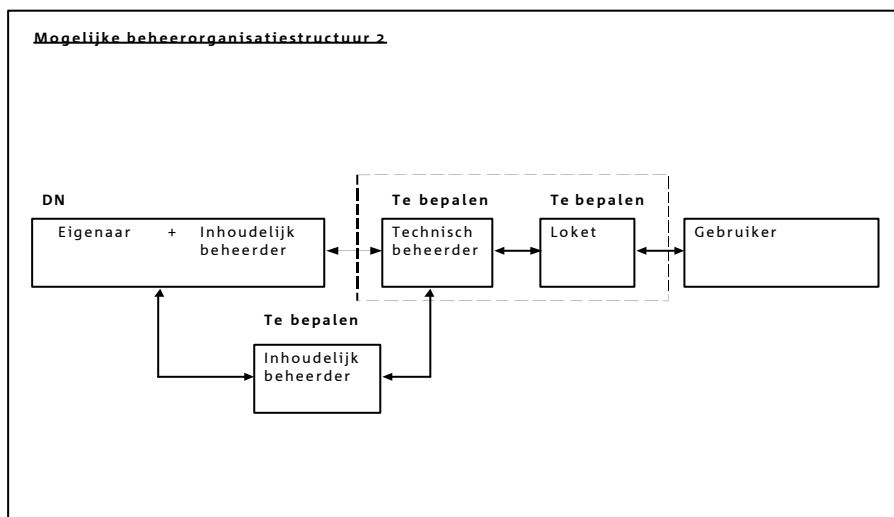 Mogelijke beheerorganisatiestructuur 2
DN
Te bepalen
Te bepalen
Eigenaar + Inhoudelijk
beheerder
Technisch
beheerder
Loket
Gebruiker
Te bepalen
Inhoudelijk
beheerder